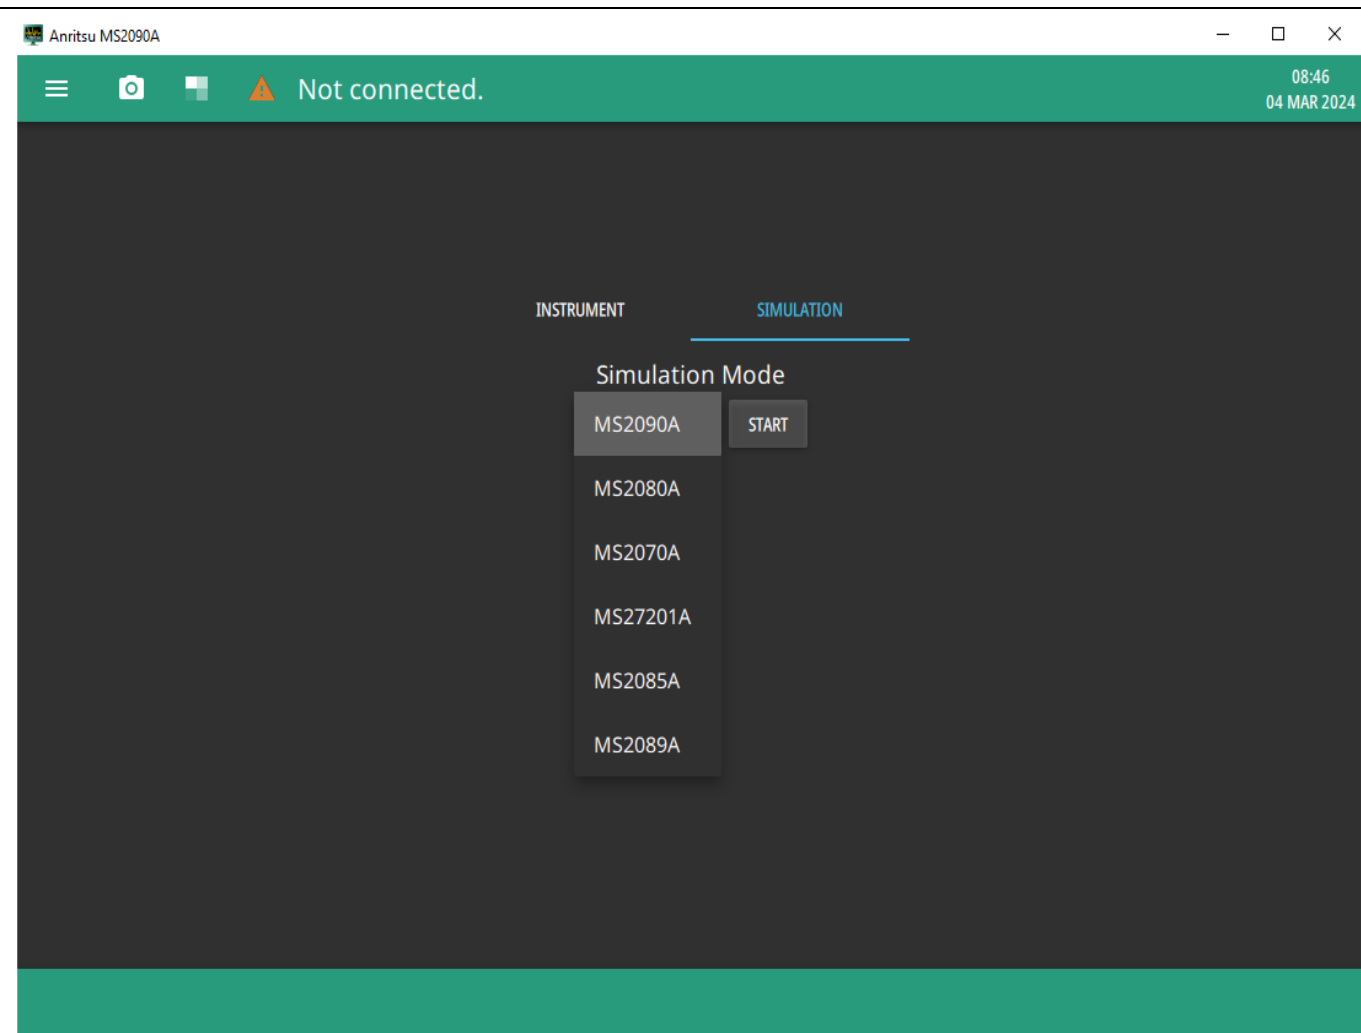 Anritsu MS2090A
Not connected.
08:46
04 MAR 2024
INSTRUMENT
SIMULATION
Simulation Mode
MS2090A
START
MS2080A
MS2070A
MS27201A
MS2085A
MS2089A